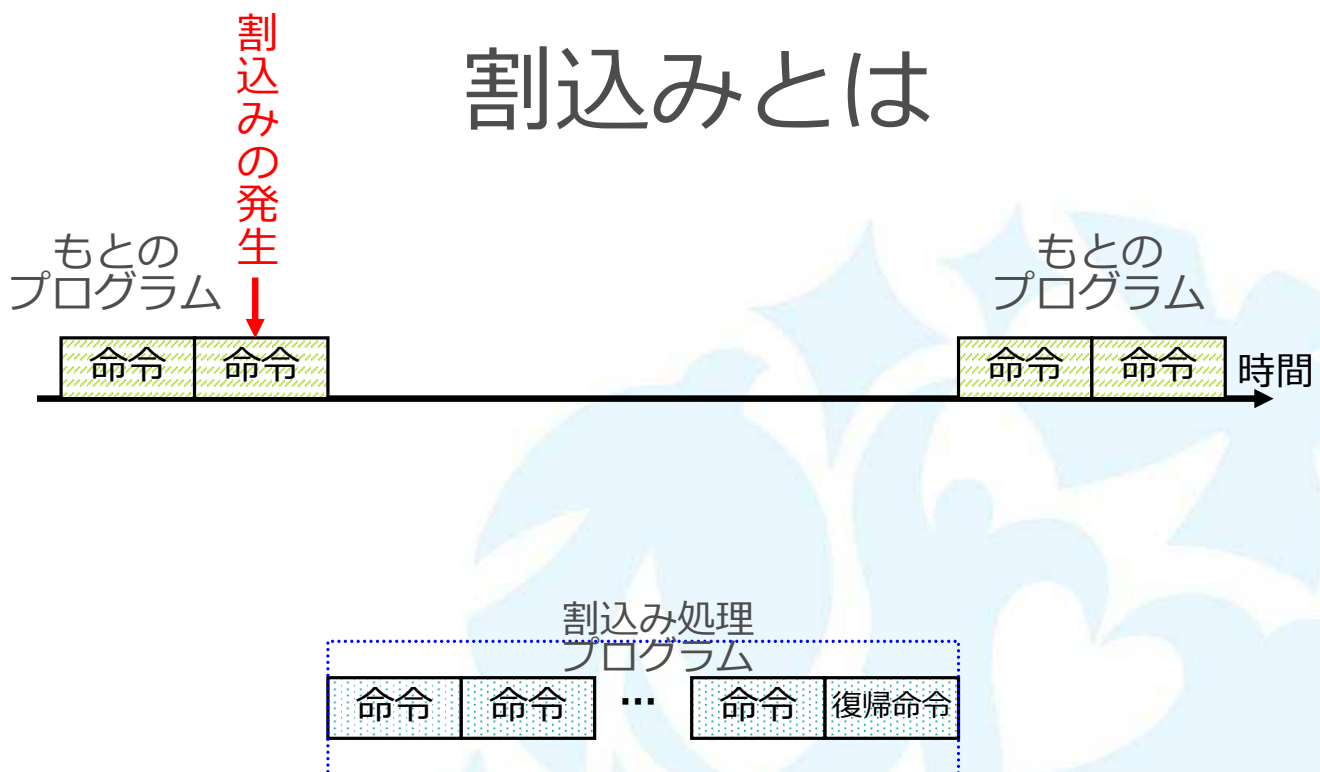 割込みとは
割込みの発生
もとの
プログラム
もとの
プログラム
命令 命令 命令 命令 時間
割込み処理
プログラム
命令 命令 … 命令 復帰命令